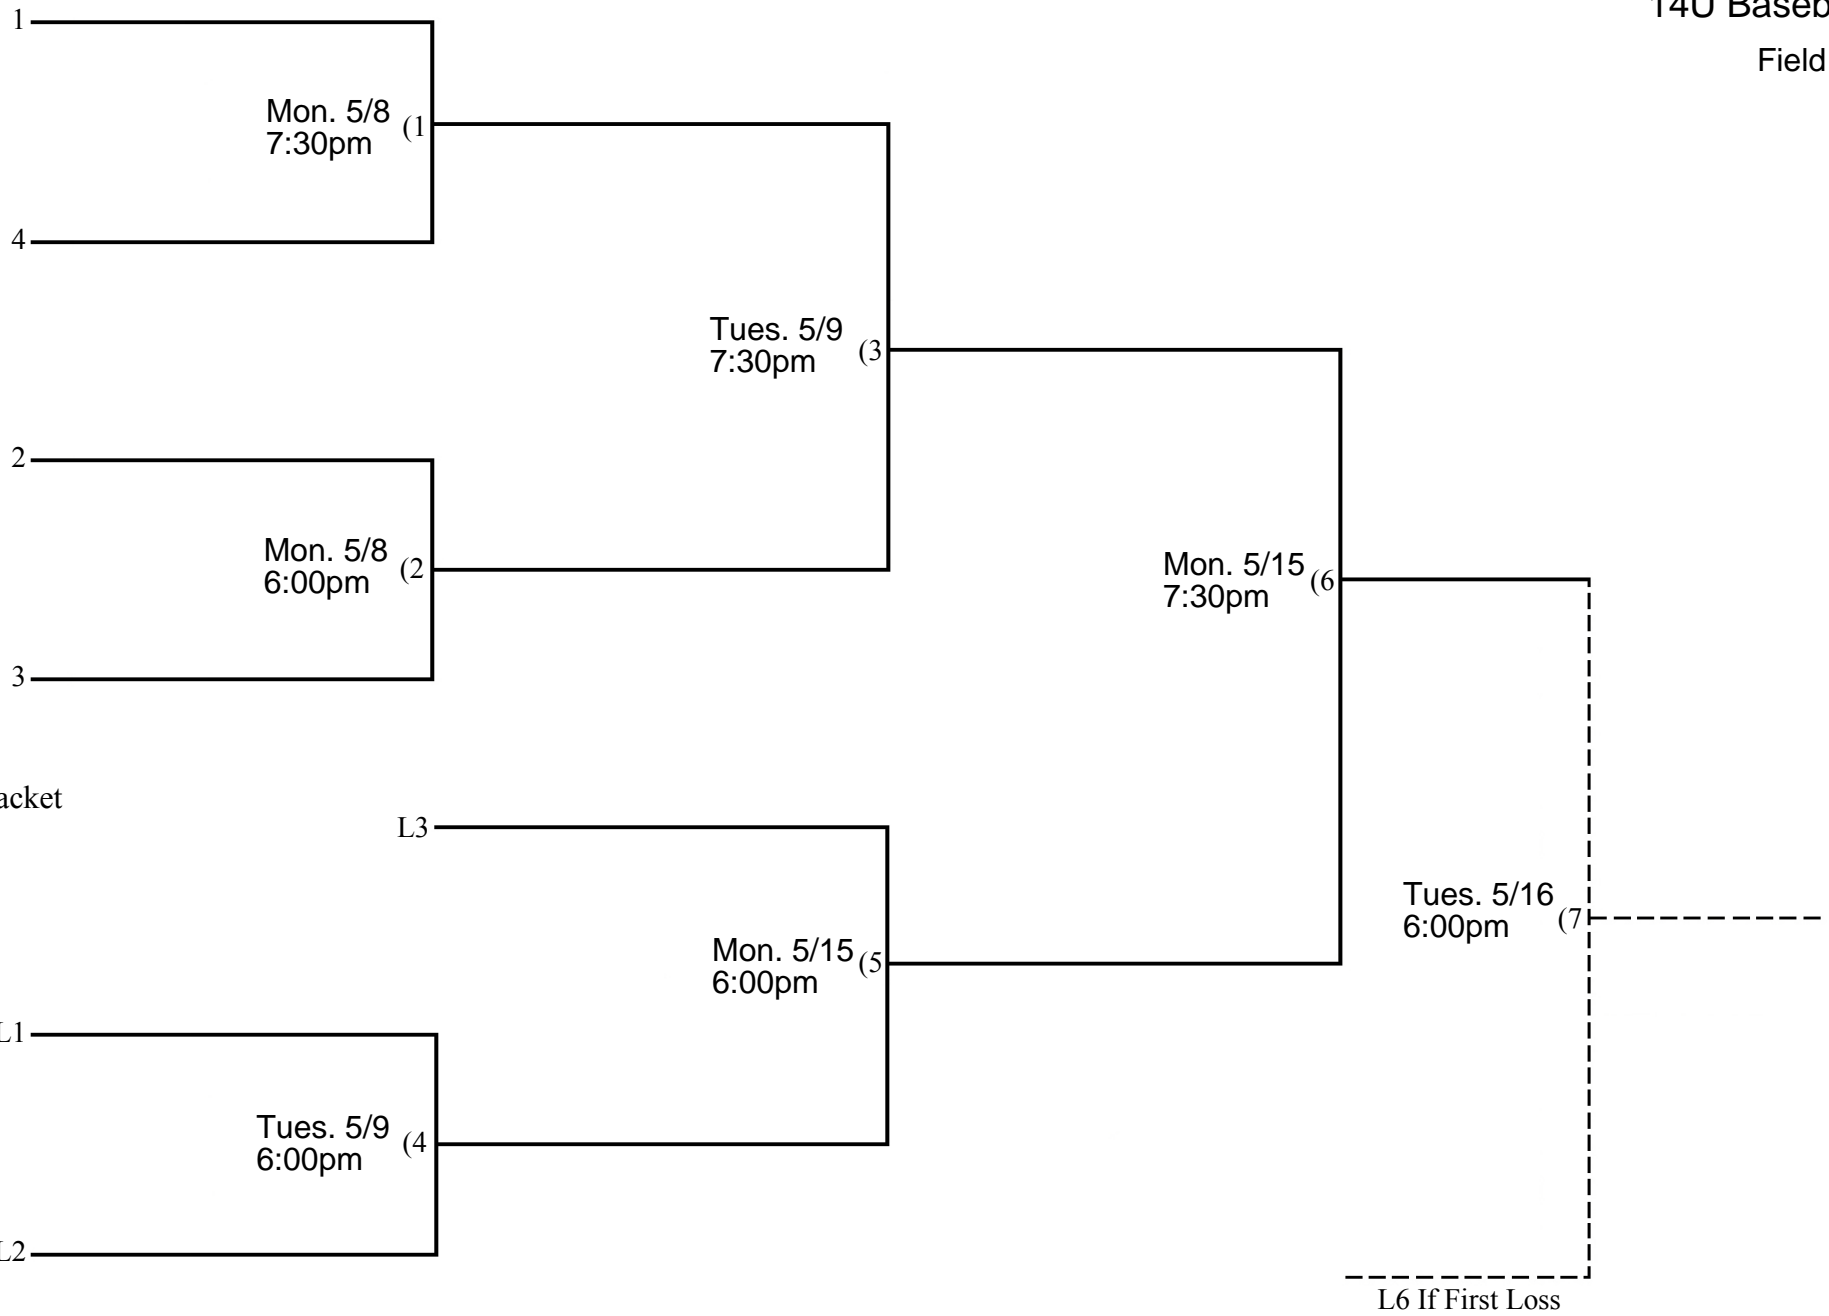 1
14U Baseb
Field
Mon. 5/8
7:30pm
(1
4
Tues. 5/9
7:30pm
(3
2
Mon. 5/8
6:00pm
(2
Mon. 5/15
7:30pm
(6
3
acket
L3
Tues. 5/16
6:00pm
(7
Mon. 5/15
6:00pm
(5
L1
Tues. 5/9
6:00pm
(4
L2
L6 If First Loss